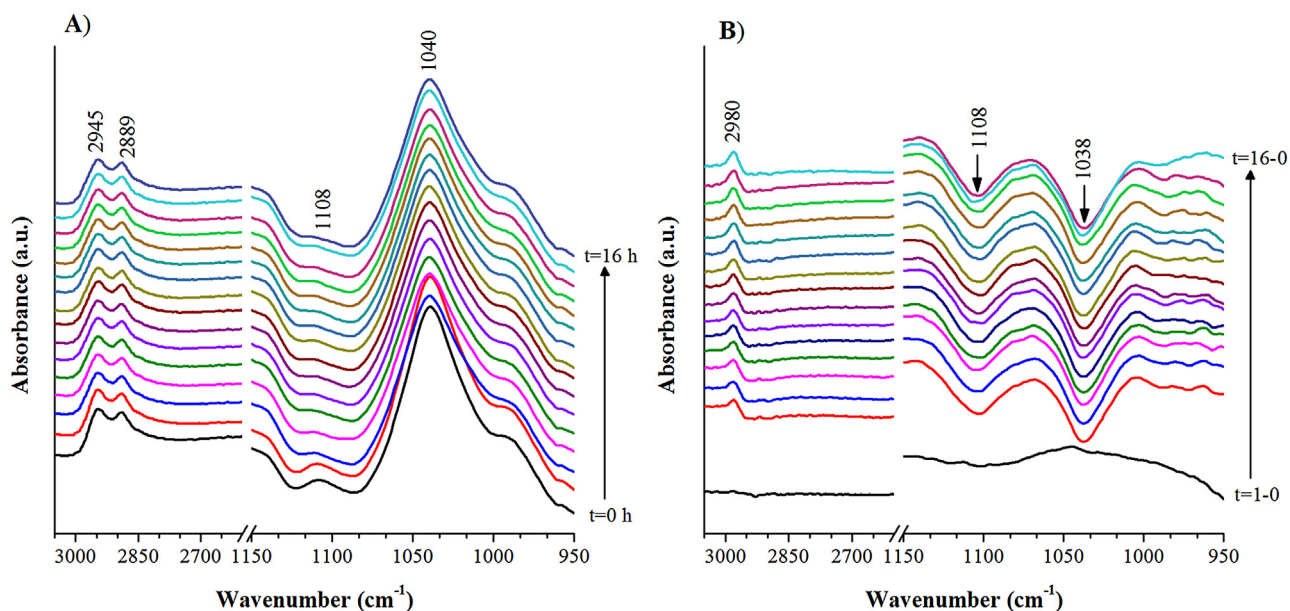 A)
2945
2889
1108
1040
t=16 h
t=0 h
Absorbance (a.u.)
3000 2850 2700 1150 1100 1050 1000 950
Wavenumber (cm⁻¹)
B)
2980
1108
1038
t=16-0
t=1-0
Absorbance (a.u.)
3000 2850 2700 1150 1100 1050 1000 950
Wavenumber (cm⁻¹)